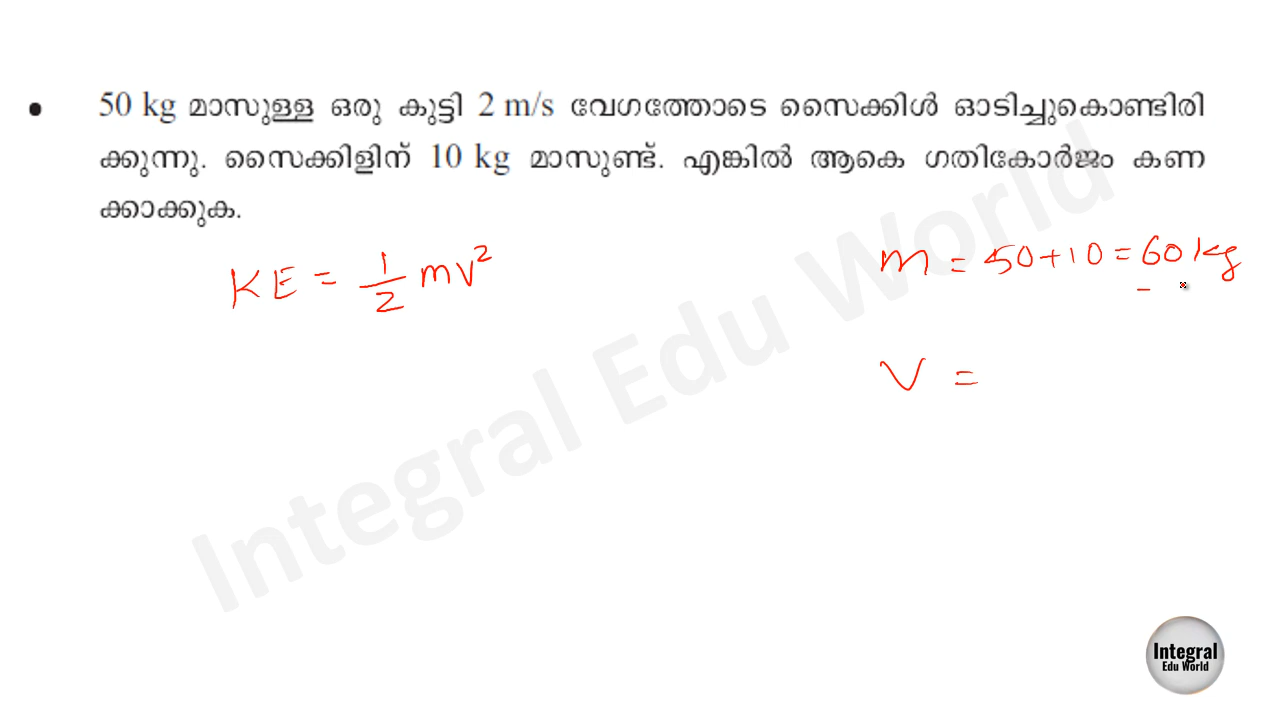 • 50 kg മാസുള്ള ഒരു കുട്ടി 2 m/s വേഗത്തോടെ സൈക്കിൾ ഓടിച്ചുകൊണ്ടിരി
ക്കുന്നു. സൈക്കിളിന് 10 kg മാസുണ്ട്. എങ്കിൽ ആകെ ഗതികോർജം കണ
ക്കാക്കുക.
KE = 1/2 mv²
m = 50+10 = 60 kg
V =
Integral Edu World
Integral
Edu World